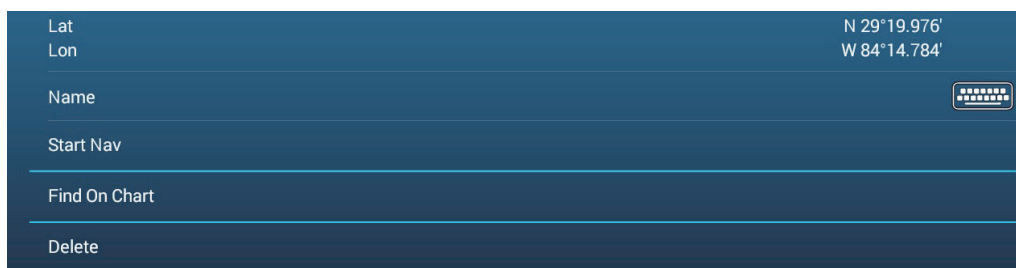 Lat N 29°19.976'
Lon W 84°14.784'
Name
Start Nav
Find On Chart
Delete